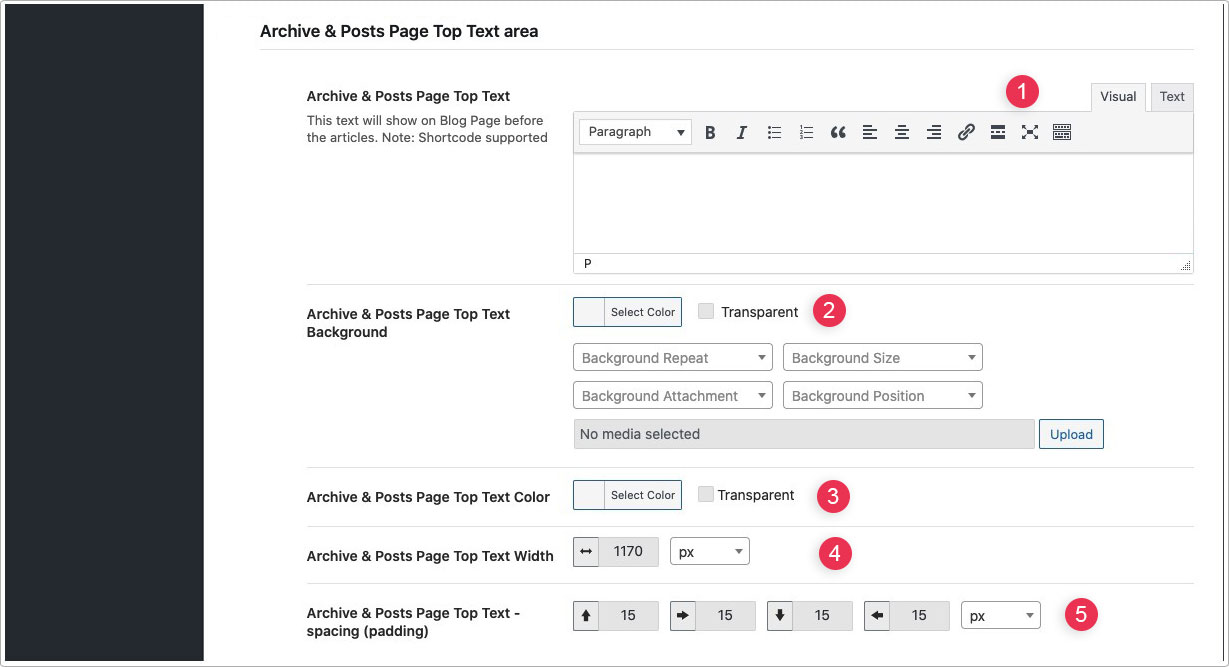 Archive & Posts Page Top Text area
Archive & Posts Page Top Text
This text will show on Blog Page before
the articles. Note: Shortcode supported
1
Visual
Text
Paragraph
P
Archive & Posts Page Top Text
Background
Select Color
Transparent
2
Background Repeat
Background Size
Background Attachment
Background Position
No media selected
Upload
Archive & Posts Page Top Text Color
Select Color
Transparent
3
Archive & Posts Page Top Text Width
1170
px
4
Archive & Posts Page Top Text -
spacing (padding)
15
15
15
15
px
5